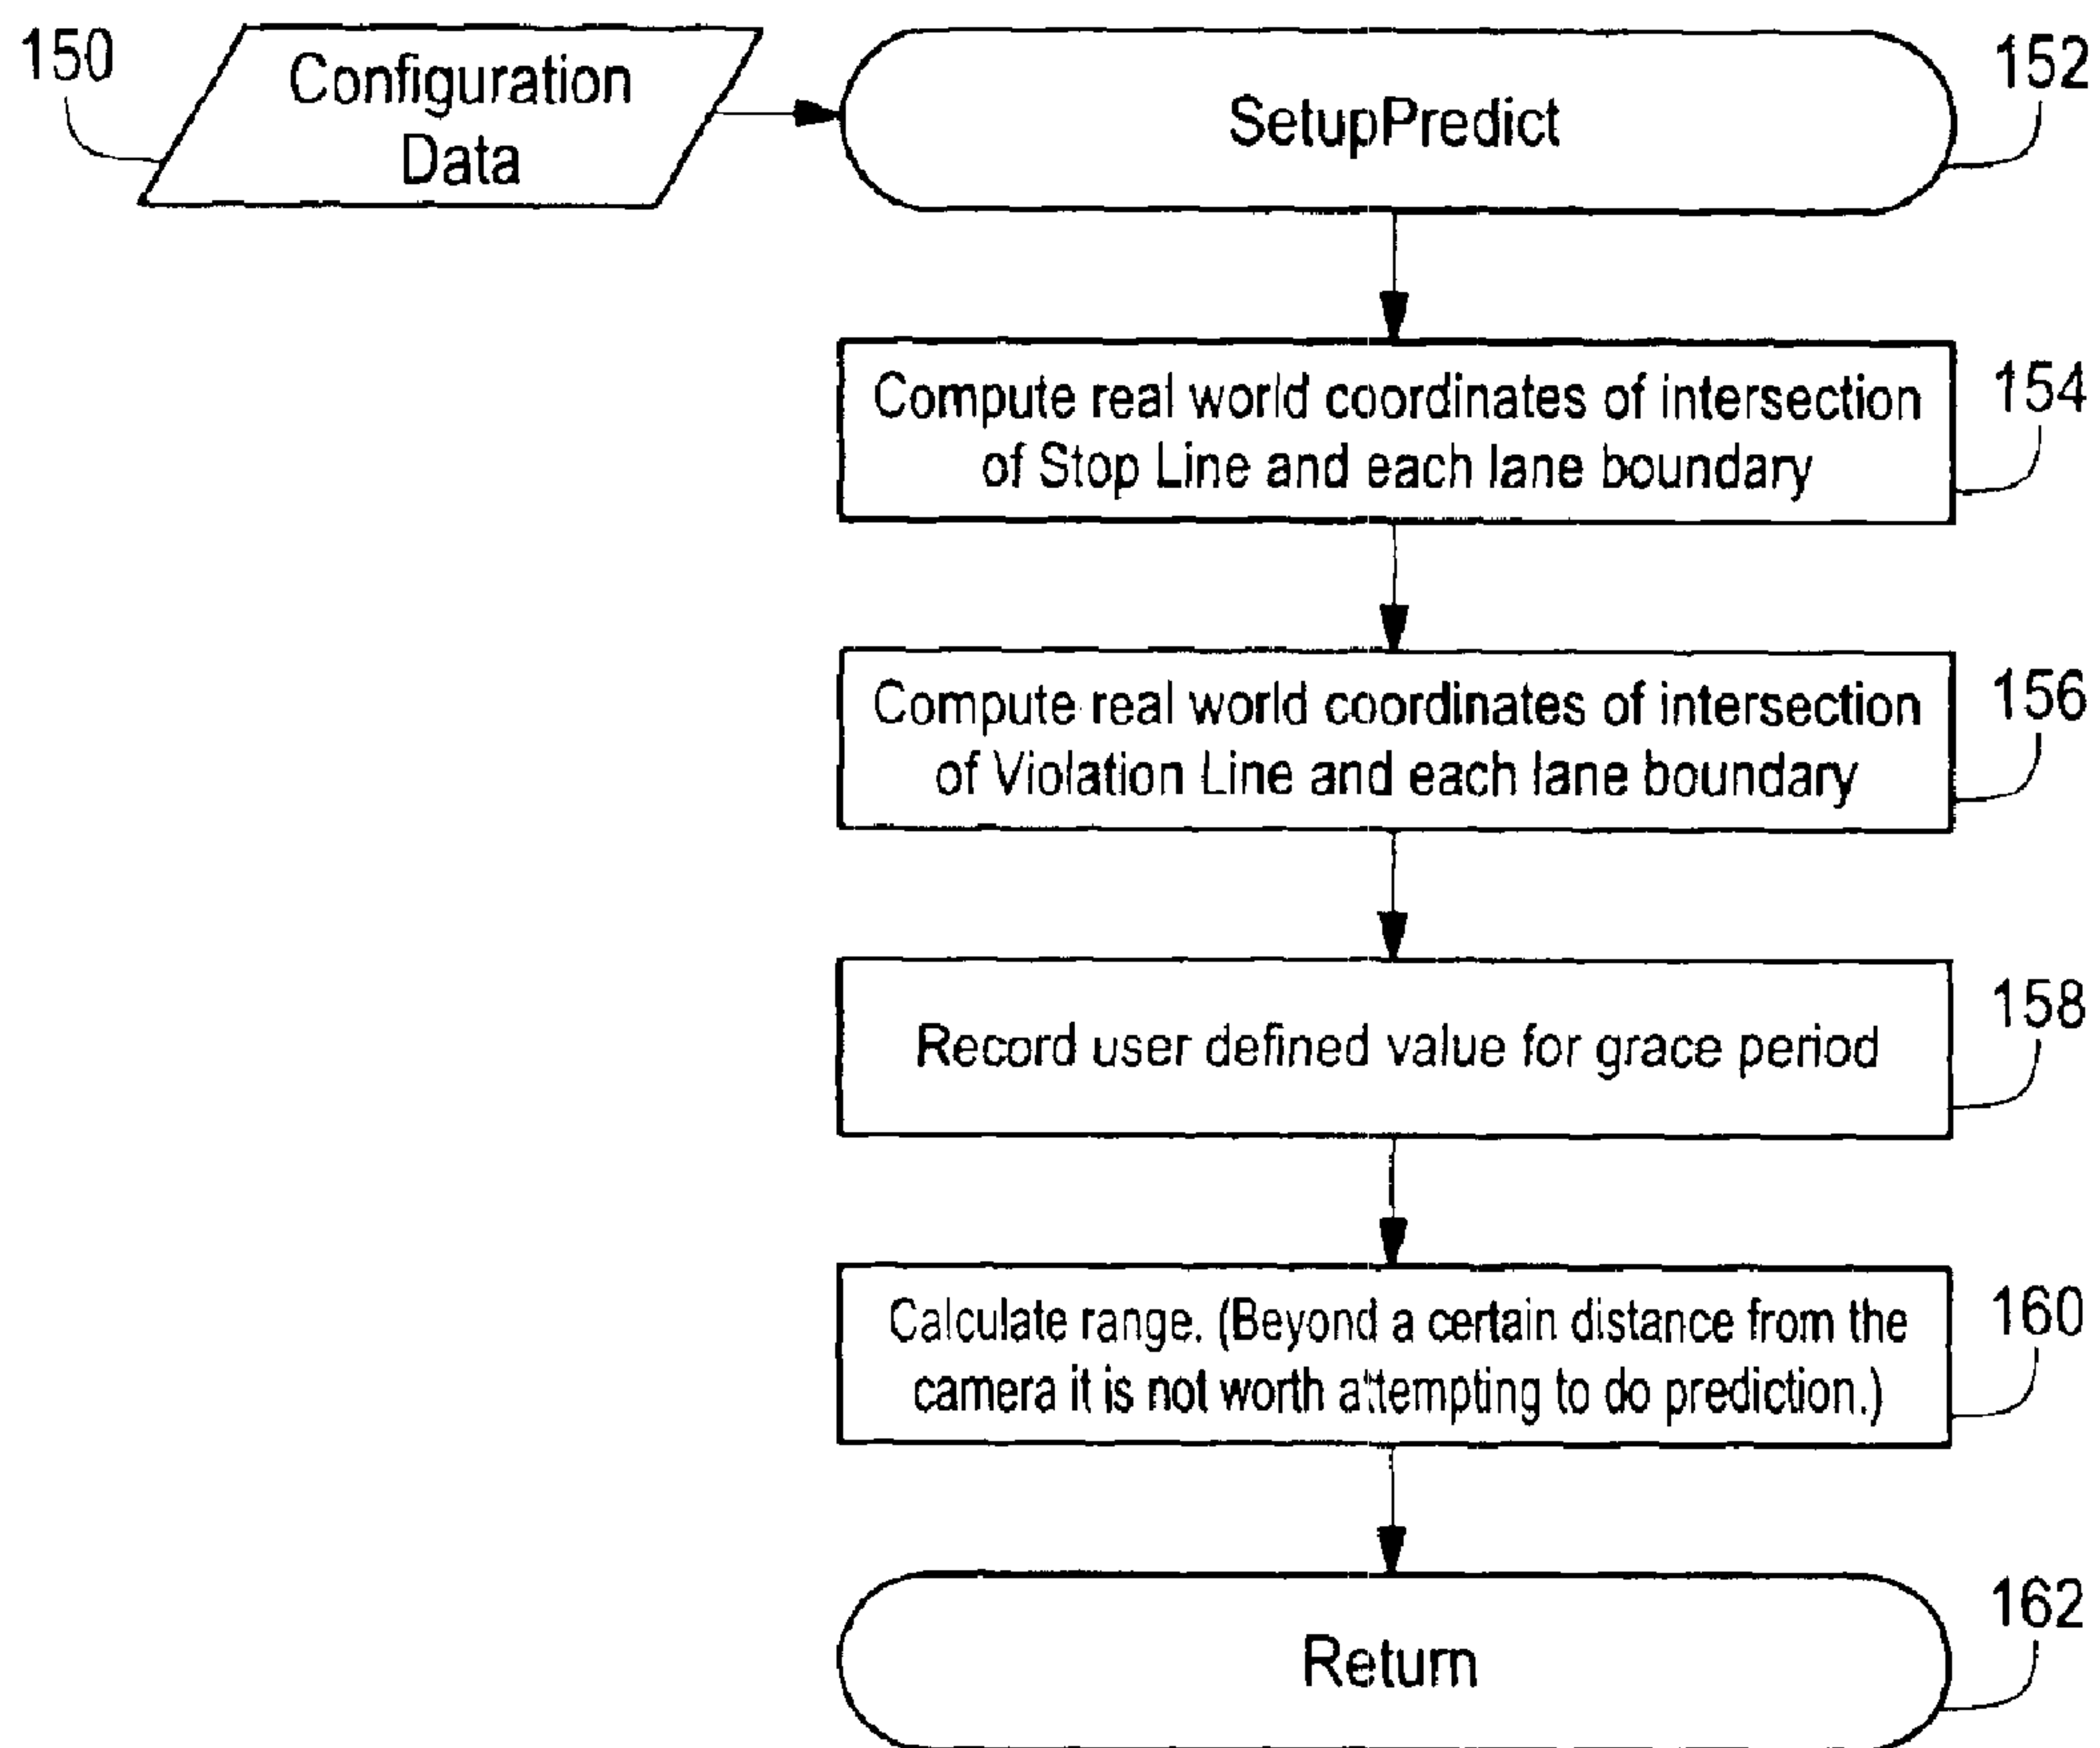 150
Configuration
Data
SetupPredict
152
Compute real world coordinates of intersection
of Stop Line and each lane boundary
154
Compute real world coordinates of intersection
of Violation Line and each lane boundary
156
Record user defined value for grace period
158
Calculate range. (Beyond a certain distance from the
camera it is not worth attempting to do prediction.)
160
Return
162